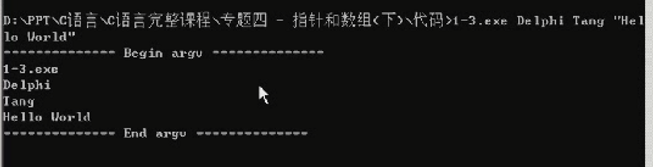 D:\PPT\C语言\C语言完整课程\专题四 - 指针和数组(下)\代码>1-3.exe Delphi Tang "Hel
lo World"
-------------- Begin argv --------------
1-3.exe
Delphi
Tang
Hello World
-------------- End argv --------------